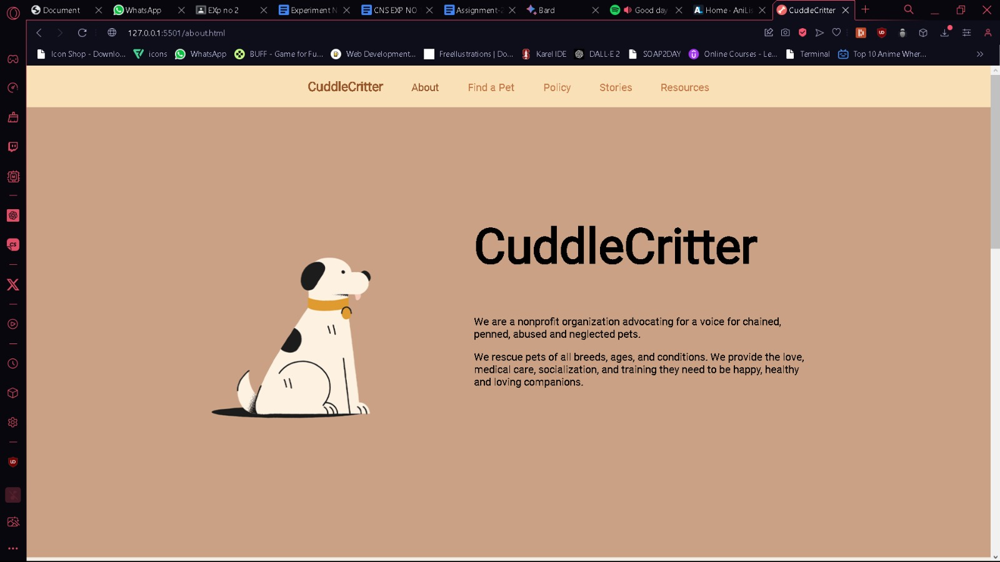 Document
WhatsApp
EXp no 2
Experiment N
CNS EXP NO
Assignment-2
Bard
Good day
Home · AniLis
CuddleCritter
127.0.0.1:5501/about.html
Icon Shop - Downlo...
icons
WhatsApp
BUFF - Game for Fu...
Web Development...
FreeIlustrations | Do...
Karel IDE
DALL·E 2
SOAP2DAY
Online Courses - Le...
Terminal
Top 10 Anime Wher...
CuddleCritter
About
Find a Pet
Policy
Stories
Resources
CuddleCritter
We are a nonprofit organization advocating for a voice for chained,
penned, abused and neglected pets.
We rescue pets of all breeds, ages, and conditions. We provide the love,
medical care, socialization, and training they need to be happy, healthy
and loving companions.